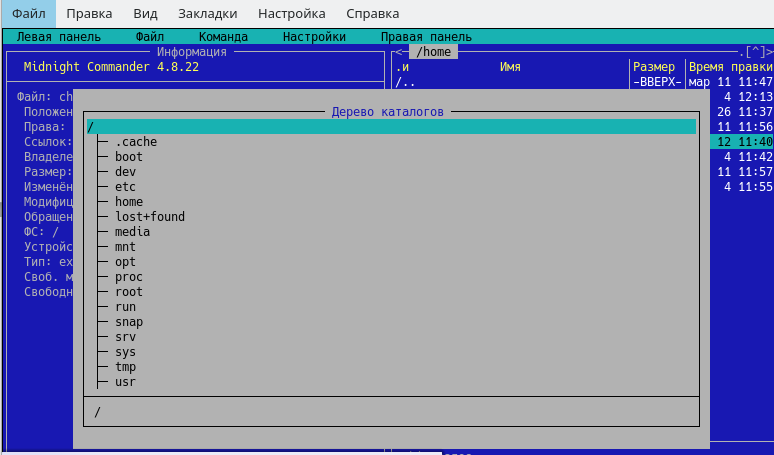 Файл Правка Вид Закладки Настройка Справка
Левая панель Файл Команда Настройки Правая панель
Информация
<- /home .[^]>
Midnight Commander 4.8.22
.и Имя Размер Время правки
/.. -ВВЕРХ- мар 11 11:47
Файл: ch
4 12:13
Положен
26 11:37
Права:
11 11:56
Ссылок:
12 11:40
Владеле
4 11:42
Размер:
11 11:57
Изменён
4 11:55
Модифиц
Обращен
ФС: /
Устройс
Тип: ex
Своб. м
Свободн
Дерево каталогов
/
.cache
boot
dev
etc
home
lost+found
media
mnt
opt
proc
root
run
snap
srv
sys
tmp
usr
/